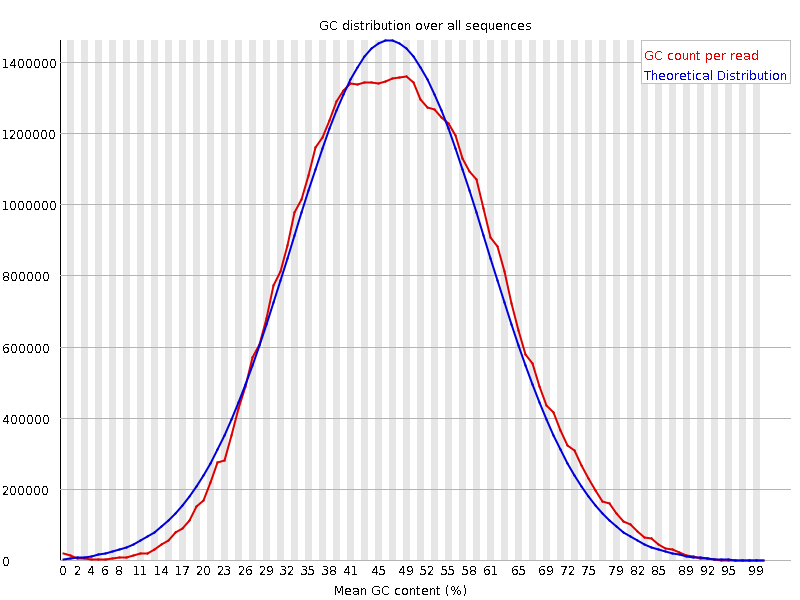 GC distribution over all sequences
GC count per read
Theoretical Distribution
1400000
1200000
1000000
800000
600000
400000
200000
0
0 2 4 6 8 11 14 17 20 23 26 29 32 35 38 41 45 49 52 55 58 61 65 69 72 75 79 82 85 89 92 95 99
Mean GC content (%)